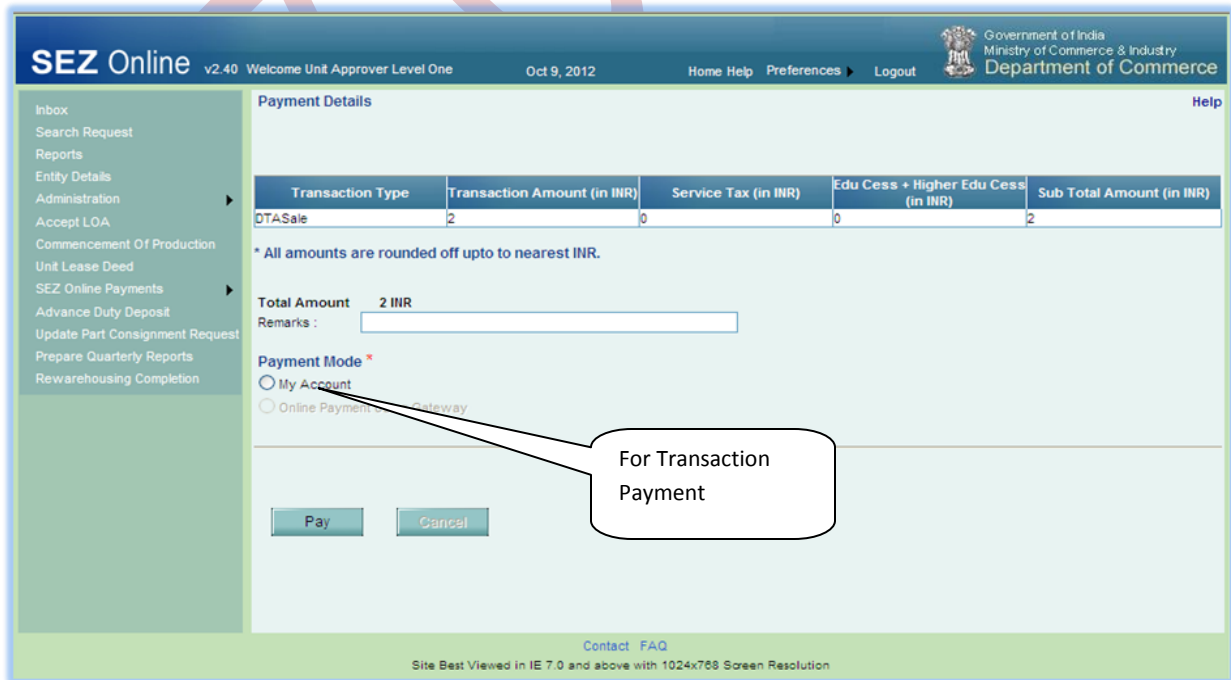 SEZ Online v2.40 Welcome Unit Approver Level One Oct 9, 2012 Home Help Preferences Logout
Government of India
Ministry of Commerce & Industry
Department of Commerce
Inbox
Search Request
Reports
Entity Details
Administration
Accept LOA
Commencement Of Production
Unit Lease Deed
SEZ Online Payments
Advance Duty Deposit
Update Part Consignment Request
Prepare Quarterly Reports
Rewarehousing Completion
Payment Details Help
Transaction Type Transaction Amount (in INR) Service Tax (in INR) Edu Cess + Higher Edu Cess (in INR) Sub Total Amount (in INR)
DTASale 2 0 0 2
* All amounts are rounded off upto to nearest INR.
Total Amount 2 INR
Remarks :
Payment Mode *
My Account
Online Payment Gateway
For Transaction
Payment
Pay Cancel
Contact FAQ
Site Best Viewed in IE 7.0 and above with 1024x768 Screen Resolution